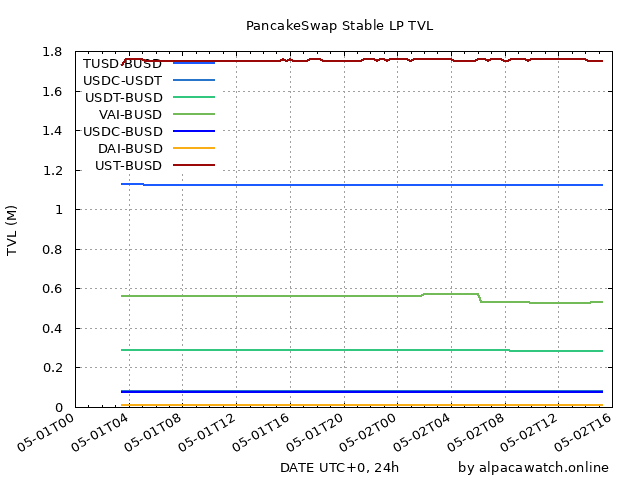 PancakeSwap Stable LP TVL
1.8
1.6
1.4
1.2
1
0.8
0.6
0.4
0.2
0
TVL (M)
TUSD-BUSD
USDC-USDT
USDT-BUSD
VAI-BUSD
USDC-BUSD
DAI-BUSD
UST-BUSD
05-01T00
05-01T04
05-01T08
05-01T12
05-01T16
05-01T20
05-02T00
05-02T04
05-02T08
05-02T12
05-02T16
DATE UTC+0, 24h
by alpacawatch.online